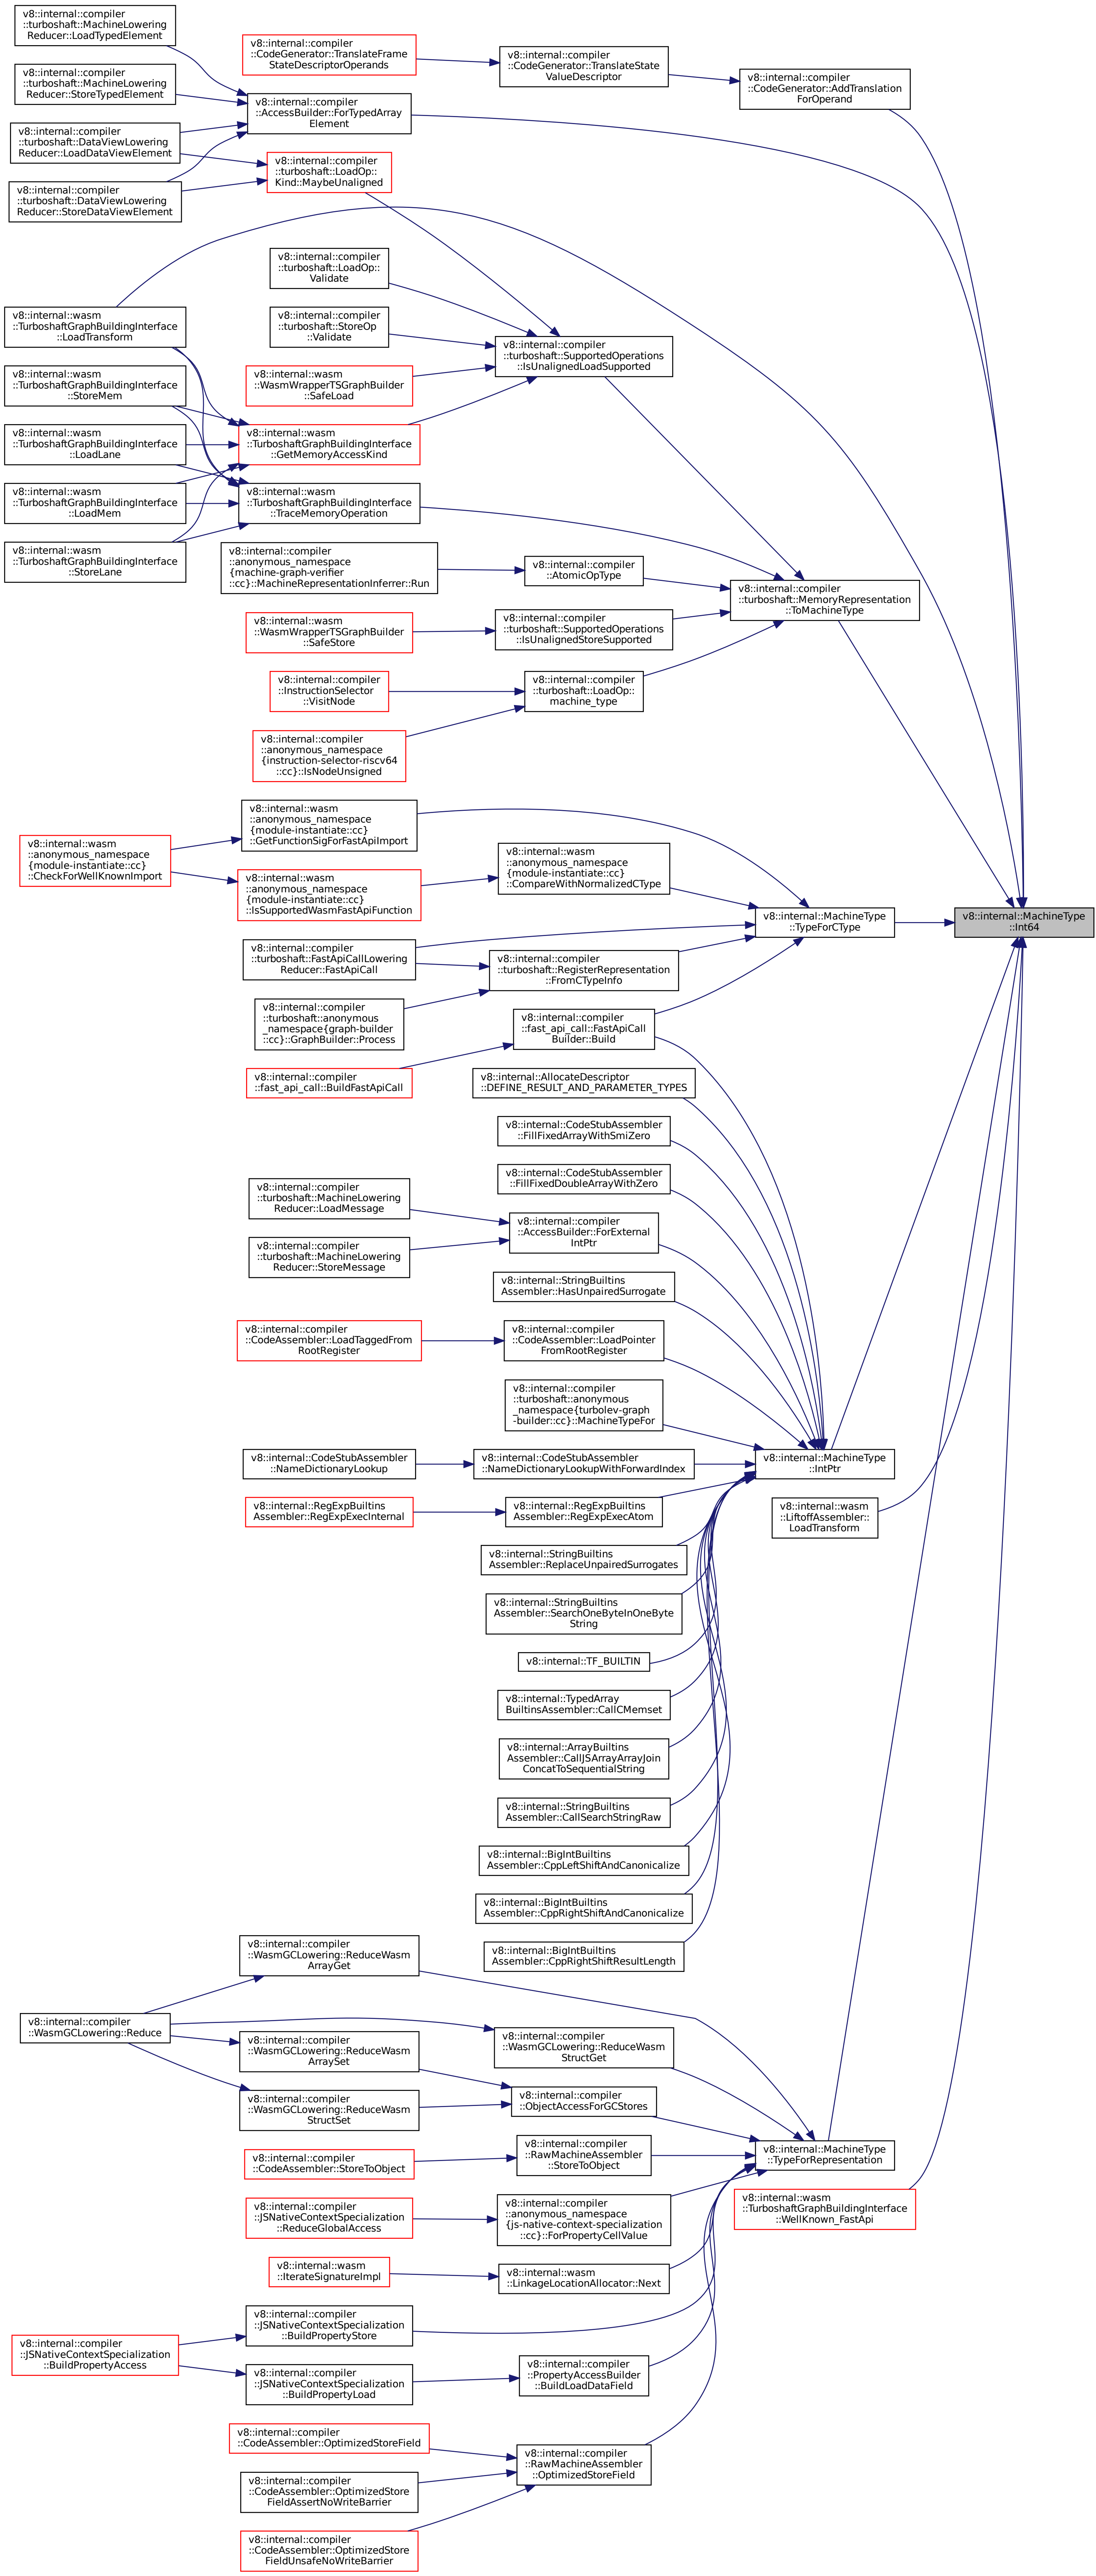 v8::internal::compiler
::turboshaft::MachineLowering
Reducer::LoadTypedElement
v8::internal::compiler
::turboshaft::MachineLowering
Reducer::StoreTypedElement
v8::internal::compiler
::turboshaft::DataViewLowering
Reducer::LoadDataViewElement
v8::internal::compiler
::turboshaft::DataViewLowering
Reducer::StoreDataViewElement
v8::internal::compiler
::CodeGenerator::TranslateFrame
StateDescriptorOperands
v8::internal::compiler
::CodeGenerator::TranslateState
ValueDescriptor
v8::internal::compiler
::CodeGenerator::AddTranslation
ForOperand
v8::internal::compiler
::AccessBuilder::ForTypedArray
Element
v8::internal::compiler
::turboshaft::LoadOp::
Kind::MaybeUnaligned
v8::internal::compiler
::turboshaft::LoadOp::
Validate
v8::internal::compiler
::turboshaft::StoreOp
::Validate
v8::internal::wasm
::WasmWrapperTSGraphBuilder
::SafeLoad
v8::internal::compiler
::turboshaft::SupportedOperations
::IsUnalignedLoadSupported
v8::internal::wasm
::TurboshaftGraphBuildingInterface
::LoadTransform
v8::internal::wasm
::TurboshaftGraphBuildingInterface
::StoreMem
v8::internal::wasm
::TurboshaftGraphBuildingInterface
::LoadLane
v8::internal::wasm
::TurboshaftGraphBuildingInterface
::LoadMem
v8::internal::wasm
::TurboshaftGraphBuildingInterface
::StoreLane
v8::internal::wasm
::TurboshaftGraphBuildingInterface
::GetMemoryAccessKind
v8::internal::wasm
::TurboshaftGraphBuildingInterface
::TraceMemoryOperation
v8::internal::compiler
::anonymous_namespace
{machine-graph-verifier
::cc}::MachineRepresentationInferrer::Run
v8::internal::compiler
::AtomicOpType
v8::internal::compiler
::turboshaft::MemoryRepresentation
::ToMachineType
v8::internal::wasm
::WasmWrapperTSGraphBuilder
::SafeStore
v8::internal::compiler
::turboshaft::SupportedOperations
::IsUnalignedStoreSupported
v8::internal::compiler
::InstructionSelector
::VisitNode
v8::internal::compiler
::turboshaft::LoadOp::
machine_type
v8::internal::compiler
::anonymous_namespace
{instruction-selector-riscv64
::cc}::IsNodeUnsigned
v8::internal::wasm
::anonymous_namespace
{module-instantiate::cc}
::GetFunctionSigForFastApiImport
v8::internal::wasm
::anonymous_namespace
{module-instantiate::cc}
::CheckForWellKnownImport
v8::internal::wasm
::anonymous_namespace
{module-instantiate::cc}
::IsSupportedWasmFastApiFunction
v8::internal::wasm
::anonymous_namespace
{module-instantiate::cc}
::CompareWithNormalizedCType
v8::internal::MachineType
::TypeForCType
v8::internal::MachineType
::Int64
v8::internal::compiler
::turboshaft::FastApiCallLowering
Reducer::FastApiCall
v8::internal::compiler
::turboshaft::RegisterRepresentation
::FromCTypeInfo
v8::internal::compiler
::turboshaft::anonymous
_namespace{graph-builder
::cc}::GraphBuilder::Process
v8::internal::compiler
::fast_api_call::FastApiCall
Builder::Build
v8::internal::compiler
::fast_api_call::BuildFastApiCall
v8::internal::AllocateDescriptor
::DEFINE_RESULT_AND_PARAMETER_TYPES
v8::internal::CodeStubAssembler
::FillFixedArrayWithSmiZero
v8::internal::CodeStubAssembler
::FillFixedDoubleArrayWithZero
v8::internal::compiler
::turboshaft::MachineLowering
Reducer::LoadMessage
v8::internal::compiler
::turboshaft::MachineLowering
Reducer::StoreMessage
v8::internal::compiler
::AccessBuilder::ForExternal
IntPtr
v8::internal::StringBuiltins
Assembler::HasUnpairedSurrogate
v8::internal::compiler
::CodeAssembler::LoadTaggedFrom
RootRegister
v8::internal::compiler
::CodeAssembler::LoadPointer
FromRootRegister
v8::internal::compiler
::turboshaft::anonymous
_namespace{turbolev-graph
-builder::cc}::MachineTypeFor
v8::internal::CodeStubAssembler
::NameDictionaryLookup
v8::internal::CodeStubAssembler
::NameDictionaryLookupWithForwardIndex
v8::internal::MachineType
::IntPtr
v8::internal::RegExpBuiltins
Assembler::RegExpExecInternal
v8::internal::RegExpBuiltins
Assembler::RegExpExecAtom
v8::internal::wasm
::LiftoffAssembler::
LoadTransform
v8::internal::StringBuiltins
Assembler::ReplaceUnpairedSurrogates
v8::internal::StringBuiltins
Assembler::SearchOneByteInOneByte
String
v8::internal::TF_BUILTIN
v8::internal::TypedArray
BuiltinsAssembler::CallCMemset
v8::internal::ArrayBuiltins
Assembler::CallJSArrayArrayJoin
ConcatToSequentialString
v8::internal::StringBuiltins
Assembler::CallSearchStringRaw
v8::internal::BigIntBuiltins
Assembler::CppLeftShiftAndCanonicalize
v8::internal::BigIntBuiltins
Assembler::CppRightShiftAndCanonicalize
v8::internal::BigIntBuiltins
Assembler::CppRightShiftResultLength
v8::internal::compiler
::WasmGCLowering::ReduceWasm
ArrayGet
v8::internal::compiler
::WasmGCLowering::Reduce
v8::internal::compiler
::WasmGCLowering::ReduceWasm
ArraySet
v8::internal::compiler
::WasmGCLowering::ReduceWasm
StructGet
v8::internal::compiler
::WasmGCLowering::ReduceWasm
StructSet
v8::internal::compiler
::ObjectAccessForGCStores
v8::internal::compiler
::CodeAssembler::StoreToObject
v8::internal::compiler
::RawMachineAssembler
::StoreToObject
v8::internal::MachineType
::TypeForRepresentation
v8::internal::wasm
::TurboshaftGraphBuildingInterface
::WellKnown_FastApi
v8::internal::compiler
::JSNativeContextSpecialization
::ReduceGlobalAccess
v8::internal::compiler
::anonymous_namespace
{js-native-context-specialization
::cc}::ForPropertyCellValue
v8::internal::wasm
::IterateSignatureImpl
v8::internal::wasm
::LinkageLocationAllocator::Next
v8::internal::compiler
::JSNativeContextSpecialization
::BuildPropertyStore
v8::internal::compiler
::JSNativeContextSpecialization
::BuildPropertyAccess
v8::internal::compiler
::JSNativeContextSpecialization
::BuildPropertyLoad
v8::internal::compiler
::PropertyAccessBuilder
::BuildLoadDataField
v8::internal::compiler
::CodeAssembler::OptimizedStoreField
v8::internal::compiler
::RawMachineAssembler
::OptimizedStoreField
v8::internal::compiler
::CodeAssembler::OptimizedStore
FieldAssertNoWriteBarrier
v8::internal::compiler
::CodeAssembler::OptimizedStore
FieldUnsafeNoWriteBarrier